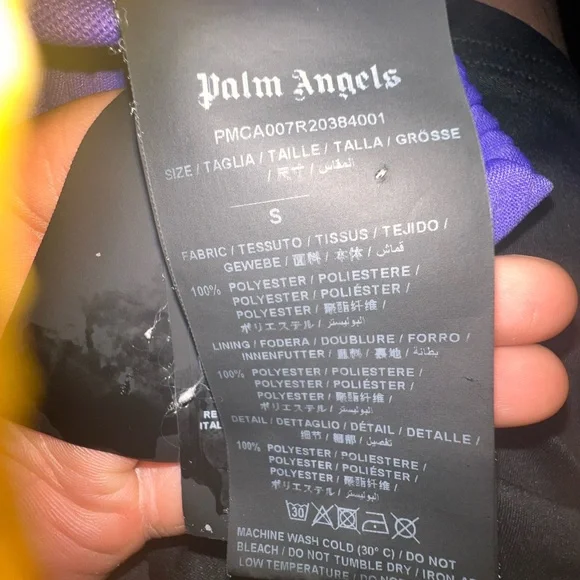 Palm Angels
PMCA007R20384001
SIZE / TAGLIA / TAILLE / TALLA / GRÖSSE
/ 尺寸 / المقاس
S
FABRIC / TESSUTO / TISSUS / TEJIDO /
GEWEBE / 面料 / 本体 / قماش
100% POLYESTER / POLIESTERE /
POLYESTER / POLIÉSTER /
POLYESTER / 聚酯纤维 /
ポリエステル / البوليستر
LINING / FODERA / DOUBLURE / FORRO /
INNENFUTTER / 裏地 / بطانة
100% POLYESTER / POLIESTERE /
POLYESTER / POLIÉSTER /
POLYESTER / 聚酯纤维 /
ポリエステル / البوليستر
DETAIL / DETTAGLIO / DÉTAIL / DETALLE /
细节 / تفصيل
100% POLYESTER / POLIESTERE /
POLYESTER / POLIÉSTER /
POLYESTER / 聚酯纤维 /
ポリエステル / البوليستر
30
MACHINE WASH COLD (30° C) / DO NOT
BLEACH / DO NOT TUMBLE DRY / IRON AT
LOW TEMPERATURE / DO NOT
RE
ITAL